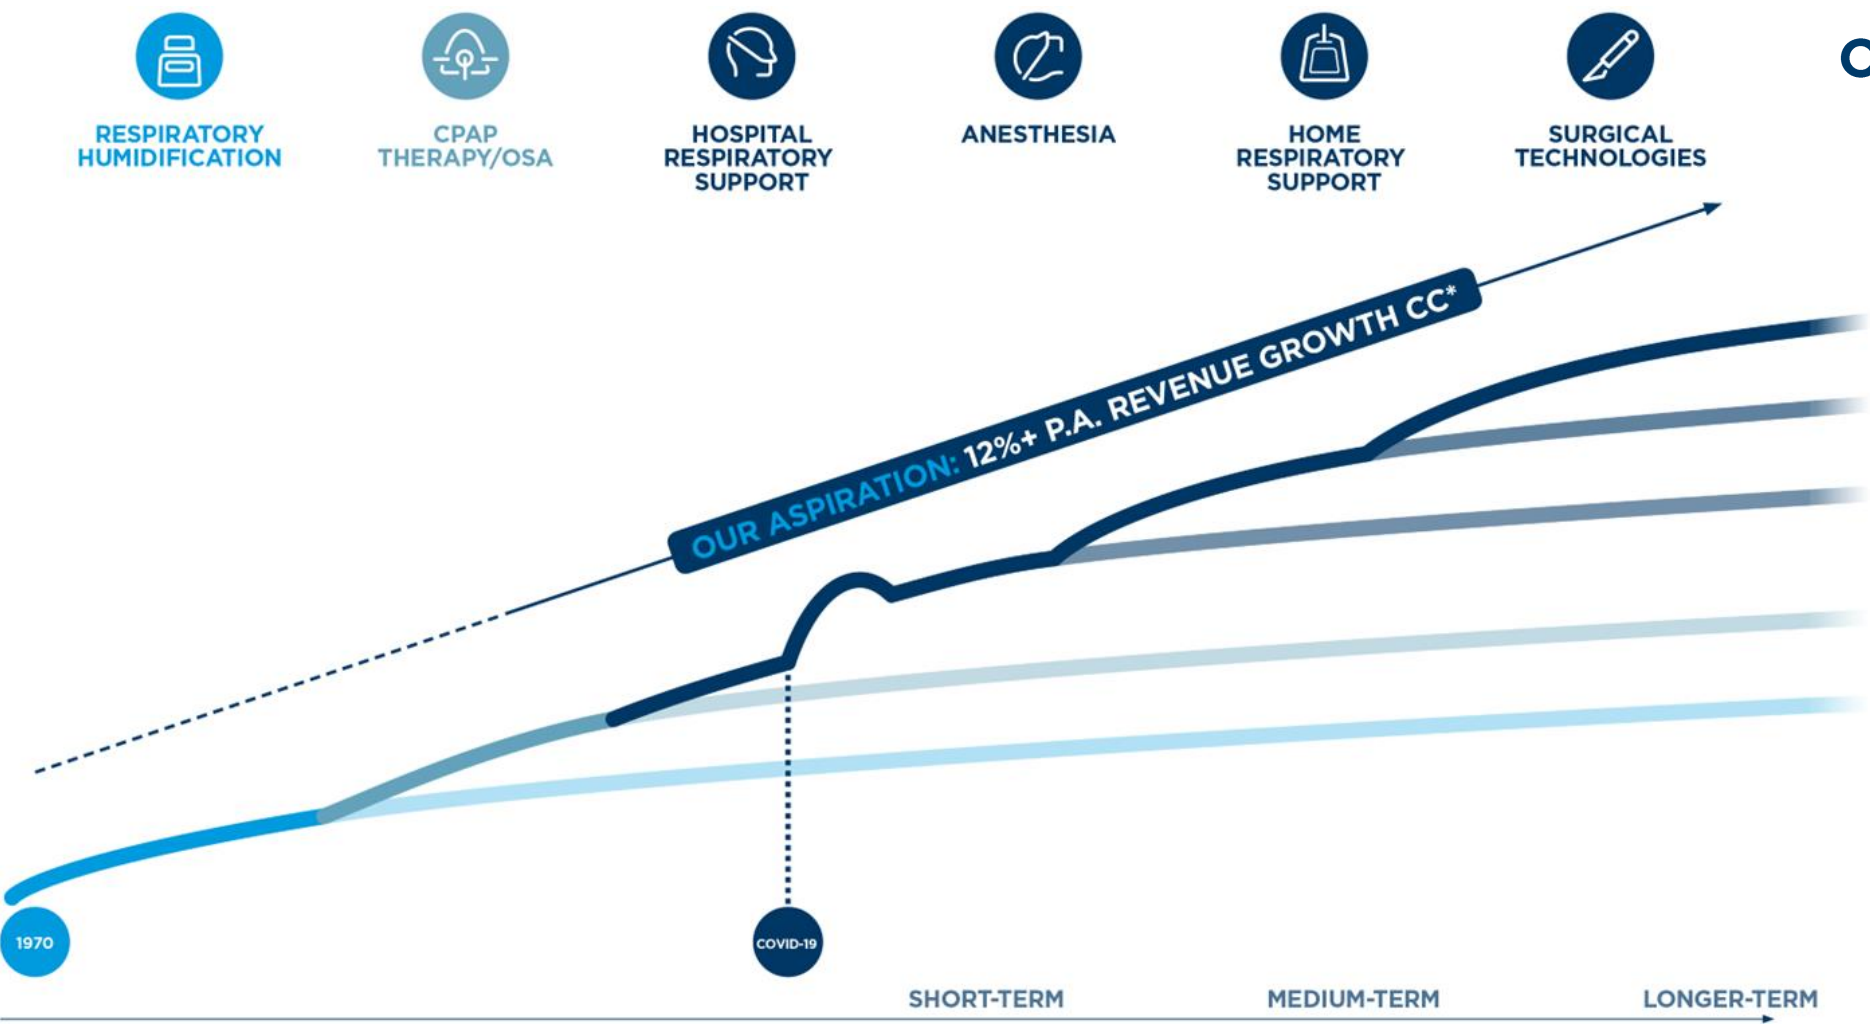 RESPIRATORY
HUMIDIFICATION
CPAP
THERAPY/OSA
HOSPITAL
RESPIRATORY
SUPPORT
ANESTHESIA
HOME
RESPIRATORY
SUPPORT
SURGICAL
TECHNOLOGIES
OUR ASPIRATION: 12%+ P.A. REVENUE GROWTH CC*
1970
COVID-19
SHORT-TERM
MEDIUM-TERM
LONGER-TERM